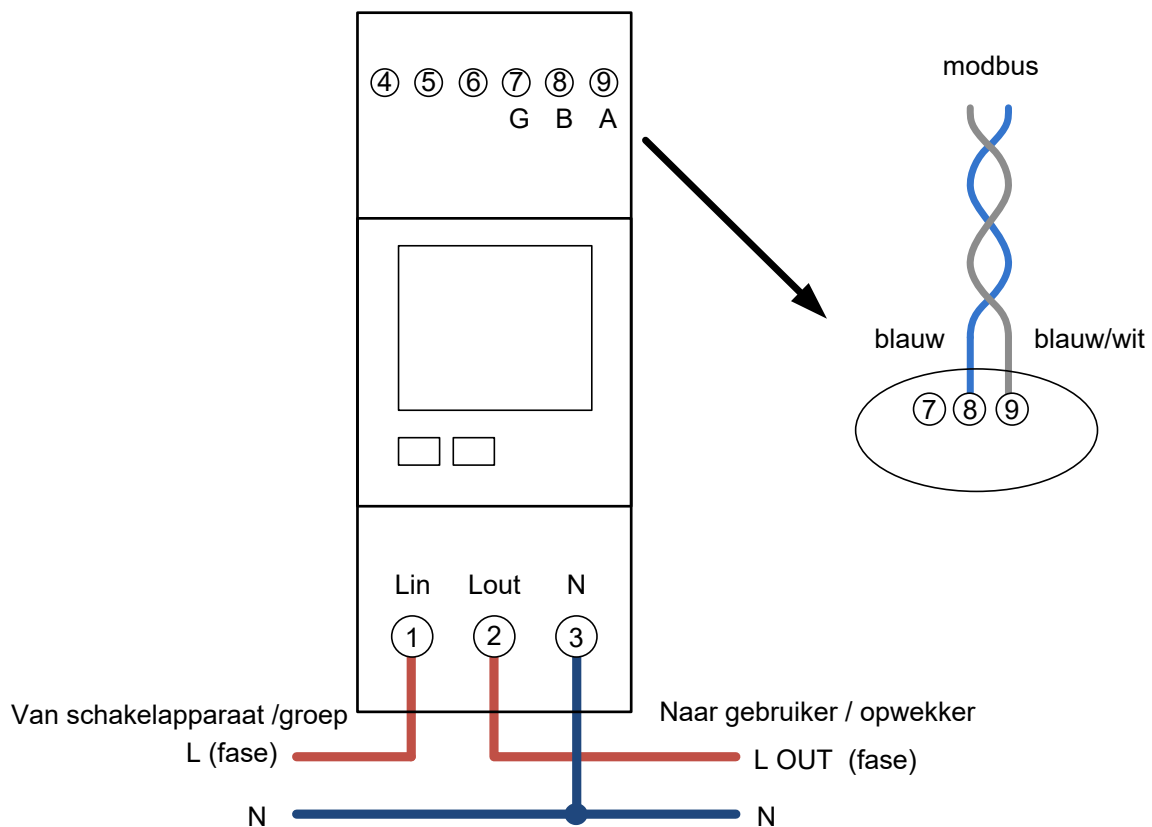 modbus
4 5 6 7 8 9
G B A
blauw blauw/wit
7 8 9
Lin Lout N
1 2 3
Van schakelapparaat /groep
L (fase)
Naar gebruiker / opwekker
L OUT (fase)
N
N